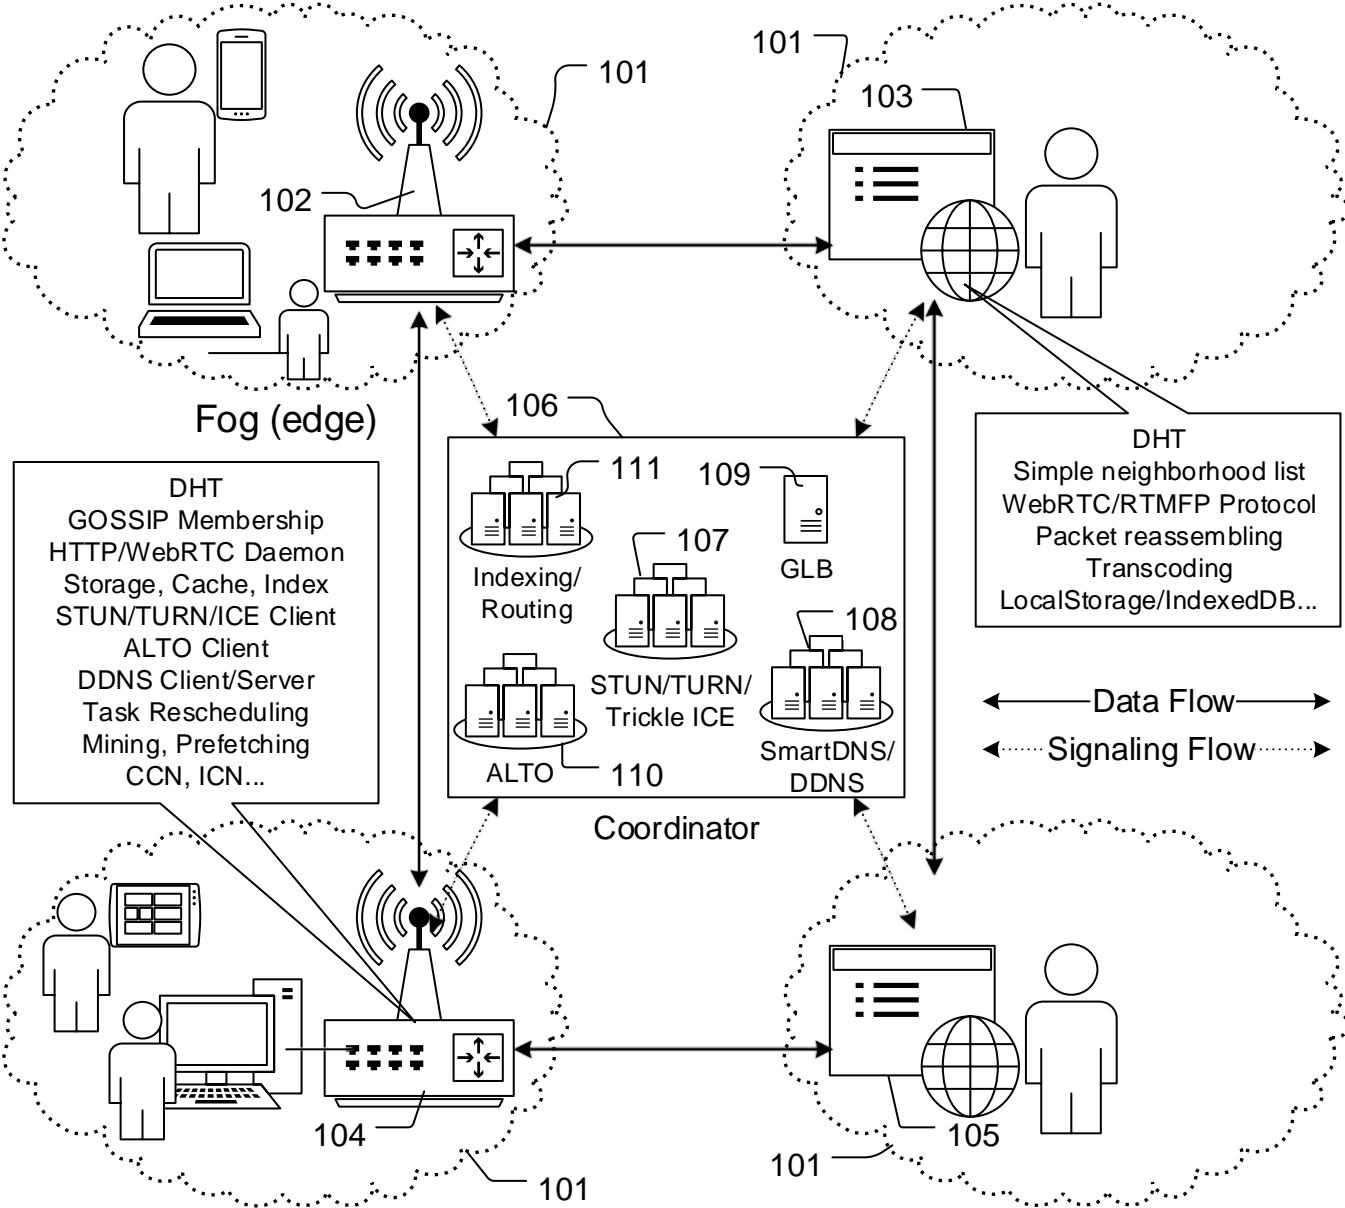 101
101
103
102
Fog (edge)
106
DHT
GOSSIP Membership
HTTP/WebRTC Daemon
Storage, Cache, Index
STUN/TURN/ICE Client
ALTO Client
DDNS Client/Server
Task Rescheduling
Mining, Prefetching
CCN, ICN...
111
Indexing/
Routing
109
GLB
107
STUN/TURN/
Trickle ICE
108
SmartDNS/
DDNS
110
ALTO
Coordinator
DHT
Simple neighborhood list
WebRTC/RTMFP Protocol
Packet reassembling
Transcoding
LocalStorage/IndexedDB...
Data Flow
Signaling Flow
104
101
105
101